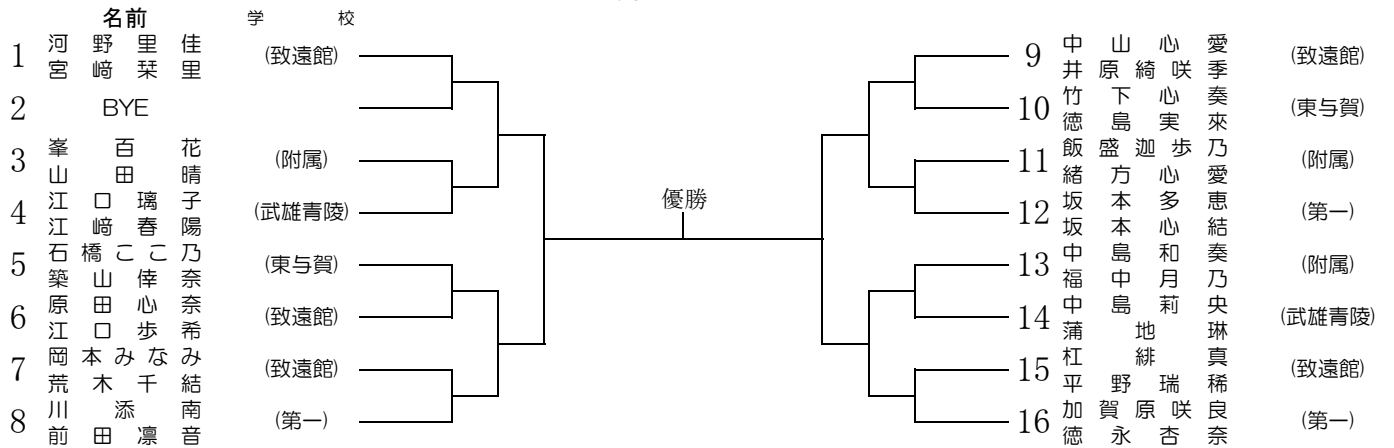 名前 学校
1 河野里佳 (致遠館)
宮﨑栞里
2 BYE
3 峯百花 (附属)
山田晴
4 江口璃子 (武雄青陵)
江﨑春陽
5 石橋ここ乃 (東与賀)
築山倖奈
6 原田心奈 (致遠館)
江口歩希
7 岡本みなみ (致遠館)
荒木千結
8 川添南 (第一)
前田凛音
優勝
9 中山心愛 (致遠館)
井原綺咲季
10 竹下心奏 (東与賀)
徳島実來
11 飯盛迦歩乃 (附属)
緒方心愛
12 坂本多恵 (第一)
坂本心結
13 中島和奏 (附属)
福中月乃
14 中島莉央 (武雄青陵)
蒲地琳
15 杠緋真 (致遠館)
平野瑞稀
16 加賀原咲良 (第一)
徳永杏奈